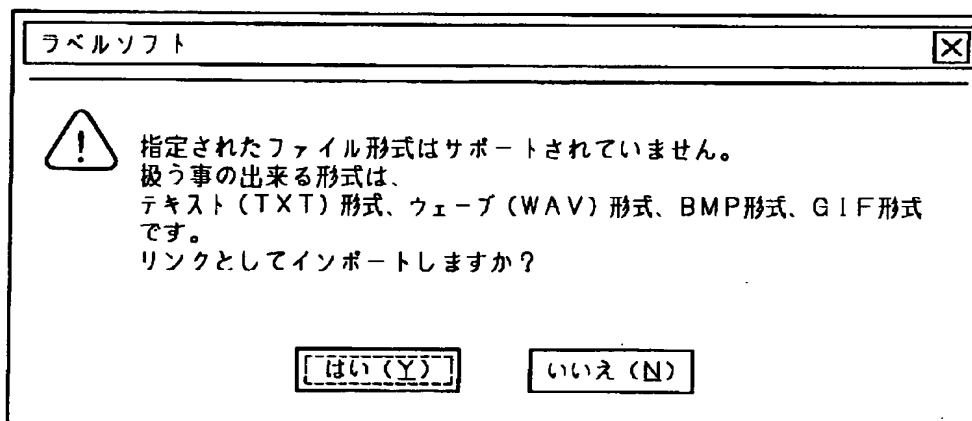 ラベルソフト
指定されたファイル形式はサポートされていません。
扱う事の出来る形式は、
テキスト（TXT）形式、ウェーブ（WAV）形式、BMP形式、GIF形式
です。
リンクとしてインポートしますか？
はい（Y）
いいえ（N）